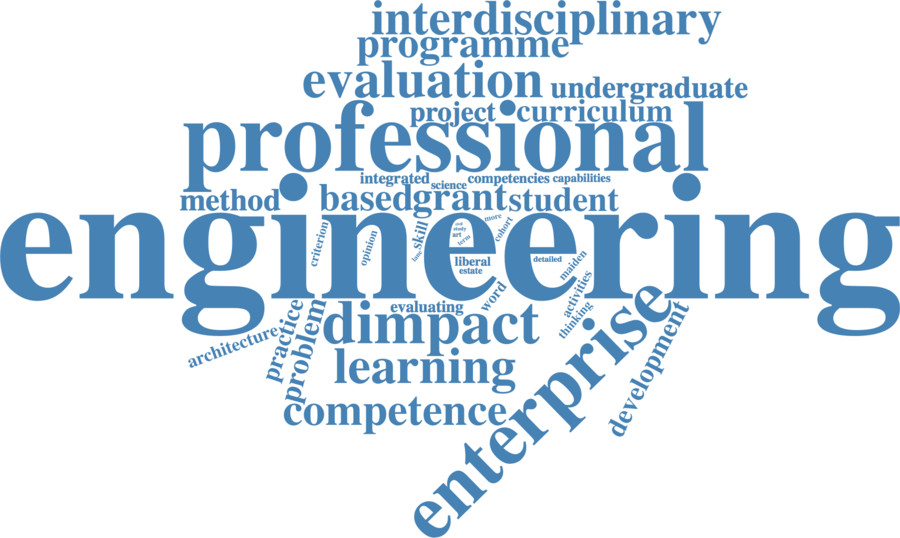 interdisciplinary
programme
evaluation
undergraduate
project
curriculum
professional
integrated
science
competencies
capabilities
method
based
grant
student
engineering
criterion
opinion
skill
study
art
term
more
cohort
liberal
estate
detailed
maiden
activities
thinking
word
evaluating
dimpact
practice
problem
architecture
learning
competence
enterprise
development